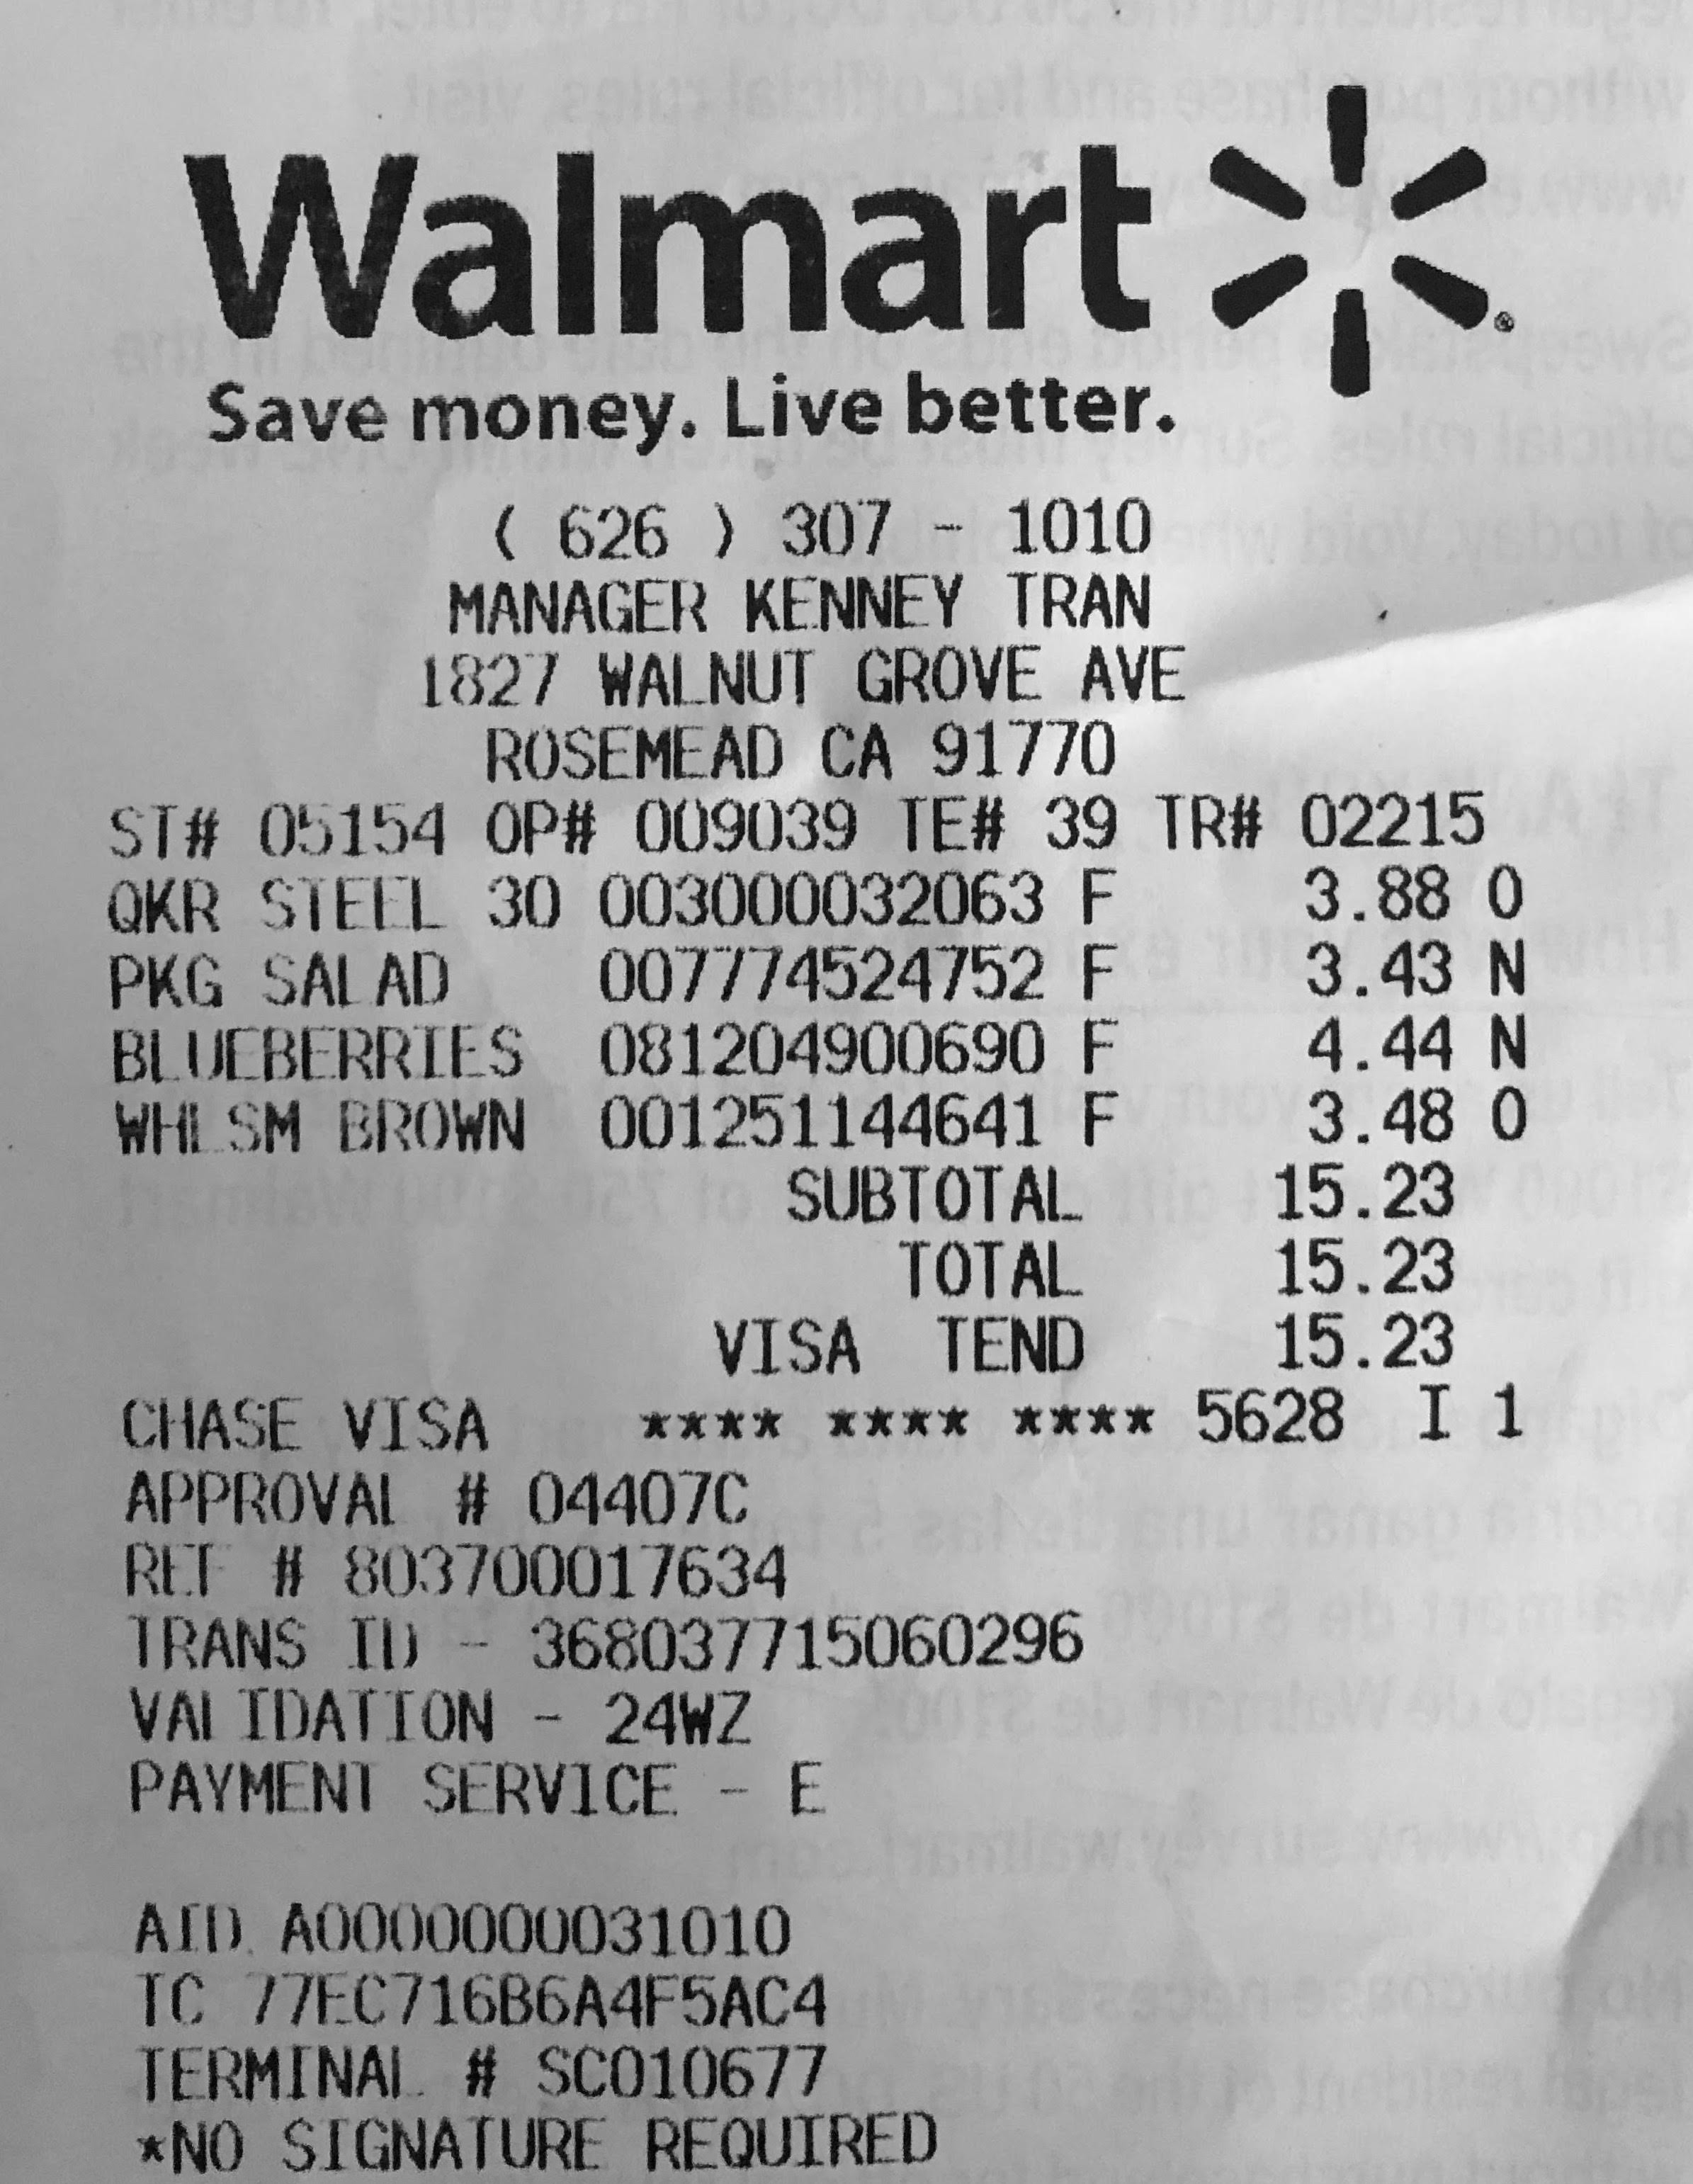 Walmart
Save money. Live better.
( 626 ) 307 - 1010
MANAGER KENNEY TRAN
1827 WALNUT GROVE AVE
ROSEMEAD CA 91770
ST# 05154 OP# 009039 TE# 39 TR# 02215
QKR STEEL 30 003000032063 F 3.88 O
PKG SALAD 007774524752 F 3.43 N
BLUEBERRIES 081204900690 F 4.44 N
WHLSM BROWN 001251144641 F 3.48 O
SUBTOTAL 15.23
TOTAL 15.23
VISA TEND 15.23
CHASE VISA **** **** **** 5628 I 1
APPROVAL # 04407C
REF # 803700017634
TRANS ID - 368037715060296
VALIDATION - 24WZ
PAYMENT SERVICE - E
AID A0000000031010
TC 77EC716B6A4F5AC4
TERMINAL # SC010677
*NO SIGNATURE REQUIRED